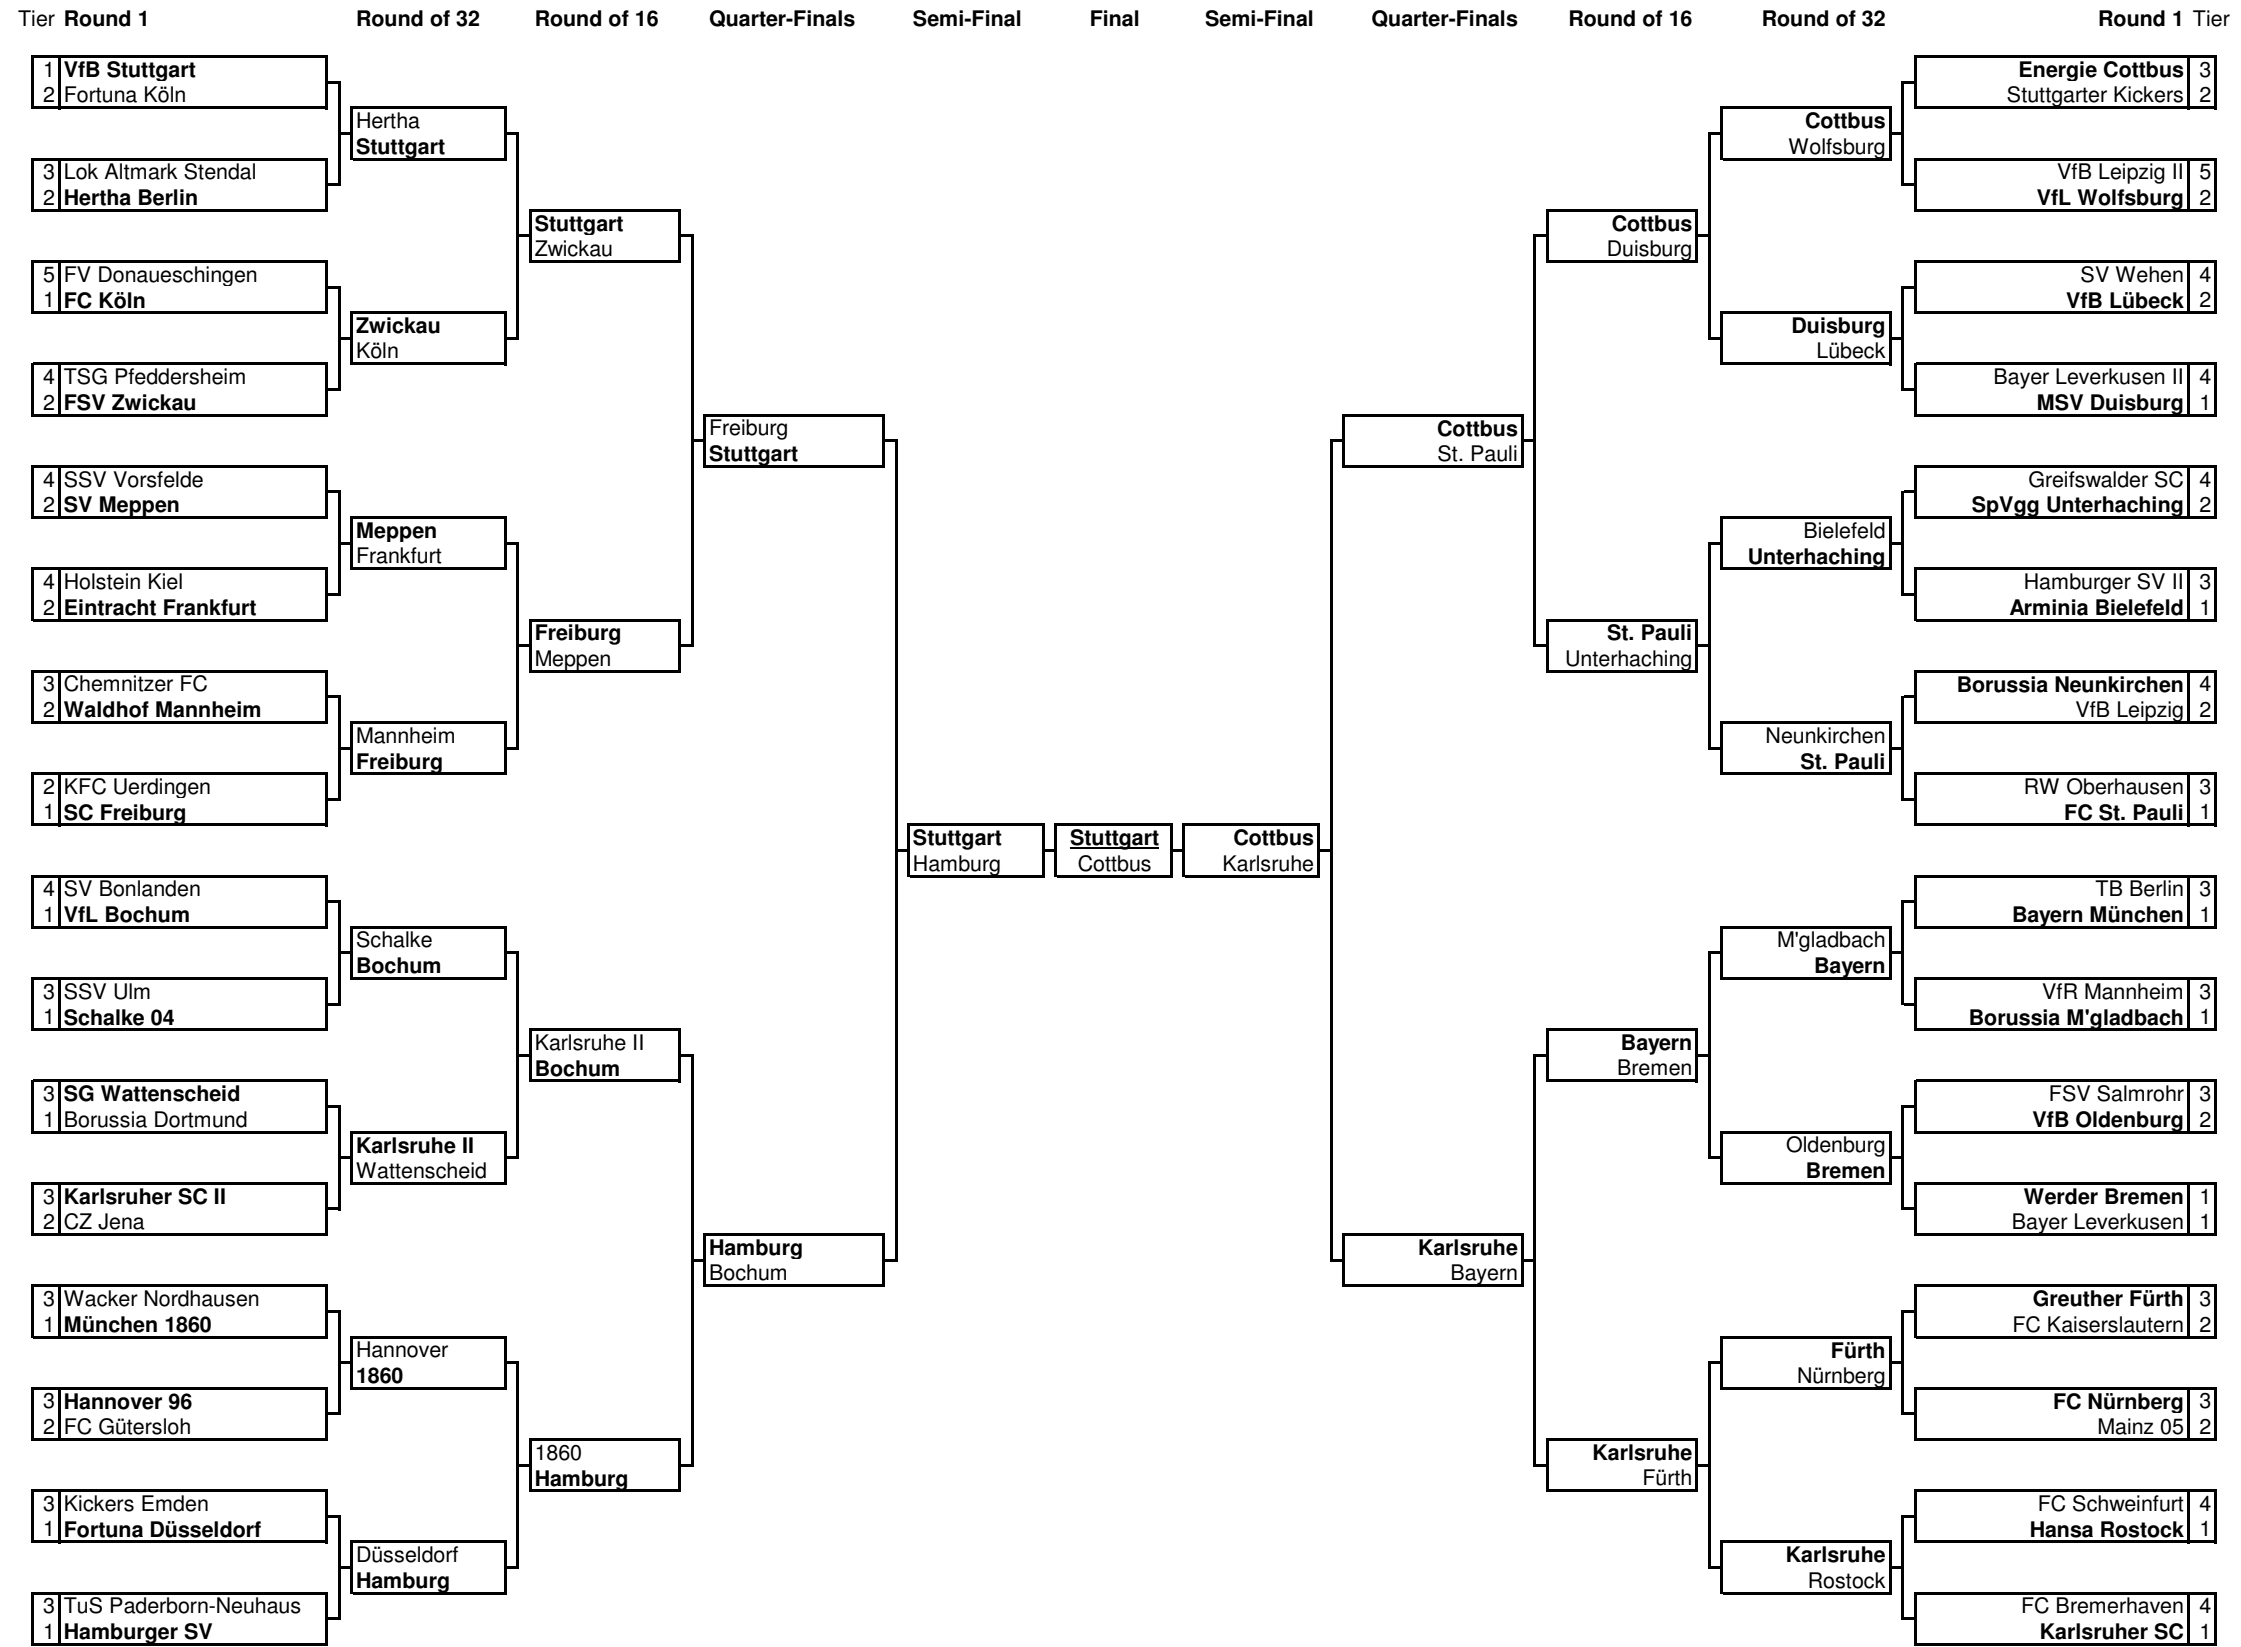 Tier Round 1 Round of 32 Round of 16 Quarter-Finals Semi-Final Final Semi-Final Quarter-Finals Round of 16 Round of 32 Round 1 Tier
1 VfB Stuttgart
2 Fortuna Köln
3 Lok Altmark Stendal
2 Hertha Berlin
5 FV Donaueschingen
1 FC Köln
4 TSG Pfeddersheim
2 FSV Zwickau
4 SSV Vorsfelde
2 SV Meppen
4 Holstein Kiel
2 Eintracht Frankfurt
3 Chemnitzer FC
2 Waldhof Mannheim
2 KFC Uerdingen
1 SC Freiburg
4 SV Bonlanden
1 VfL Bochum
3 SSV Ulm
1 Schalke 04
3 SG Wattenscheid
1 Borussia Dortmund
3 Karlsruher SC II
2 CZ Jena
3 Wacker Nordhausen
1 München 1860
3 Hannover 96
2 FC Gütersloh
3 Kickers Emden
1 Fortuna Düsseldorf
3 TuS Paderborn-Neuhaus
1 Hamburger SV
Hertha
Stuttgart
Zwickau
Köln
Meppen
Frankfurt
Mannheim
Freiburg
Schalke
Bochum
Karlsruhe II
Wattenscheid
Hannover
1860
Düsseldorf
Hamburg
Stuttgart
Zwickau
Freiburg
Meppen
Karlsruhe II
Bochum
1860
Hamburg
Freiburg
Stuttgart
Hamburg
Bochum
Stuttgart
Hamburg
Stuttgart
Cottbus
Cottbus
Karlsruhe
Cottbus
St. Pauli
Karlsruhe
Bayern
Cottbus
Duisburg
St. Pauli
Unterhaching
Bayern
Bremen
Karlsruhe
Fürth
Cottbus
Wolfsburg
Duisburg
Lübeck
Bielefeld
Unterhaching
Neunkirchen
St. Pauli
M'gladbach
Bayern
Oldenburg
Bremen
Fürth
Nürnberg
Karlsruhe
Rostock
Energie Cottbus 3
Stuttgarter Kickers 2
VfB Leipzig II 5
VfL Wolfsburg 2
SV Wehen 4
VfB Lübeck 2
Bayer Leverkusen II 4
MSV Duisburg 1
Greifswalder SC 4
SpVgg Unterhaching 2
Hamburger SV II 3
Arminia Bielefeld 1
Borussia Neunkirchen 4
VfB Leipzig 2
RW Oberhausen 3
FC St. Pauli 1
TB Berlin 3
Bayern München 1
VfR Mannheim 3
Borussia M'gladbach 1
FSV Salmrohr 3
VfB Oldenburg 2
Werder Bremen 1
Bayer Leverkusen 1
Greuther Fürth 3
FC Kaiserslautern 2
FC Nürnberg 3
Mainz 05 2
FC Schweinfurt 4
Hansa Rostock 1
FC Bremerhaven 4
Karlsruher SC 1